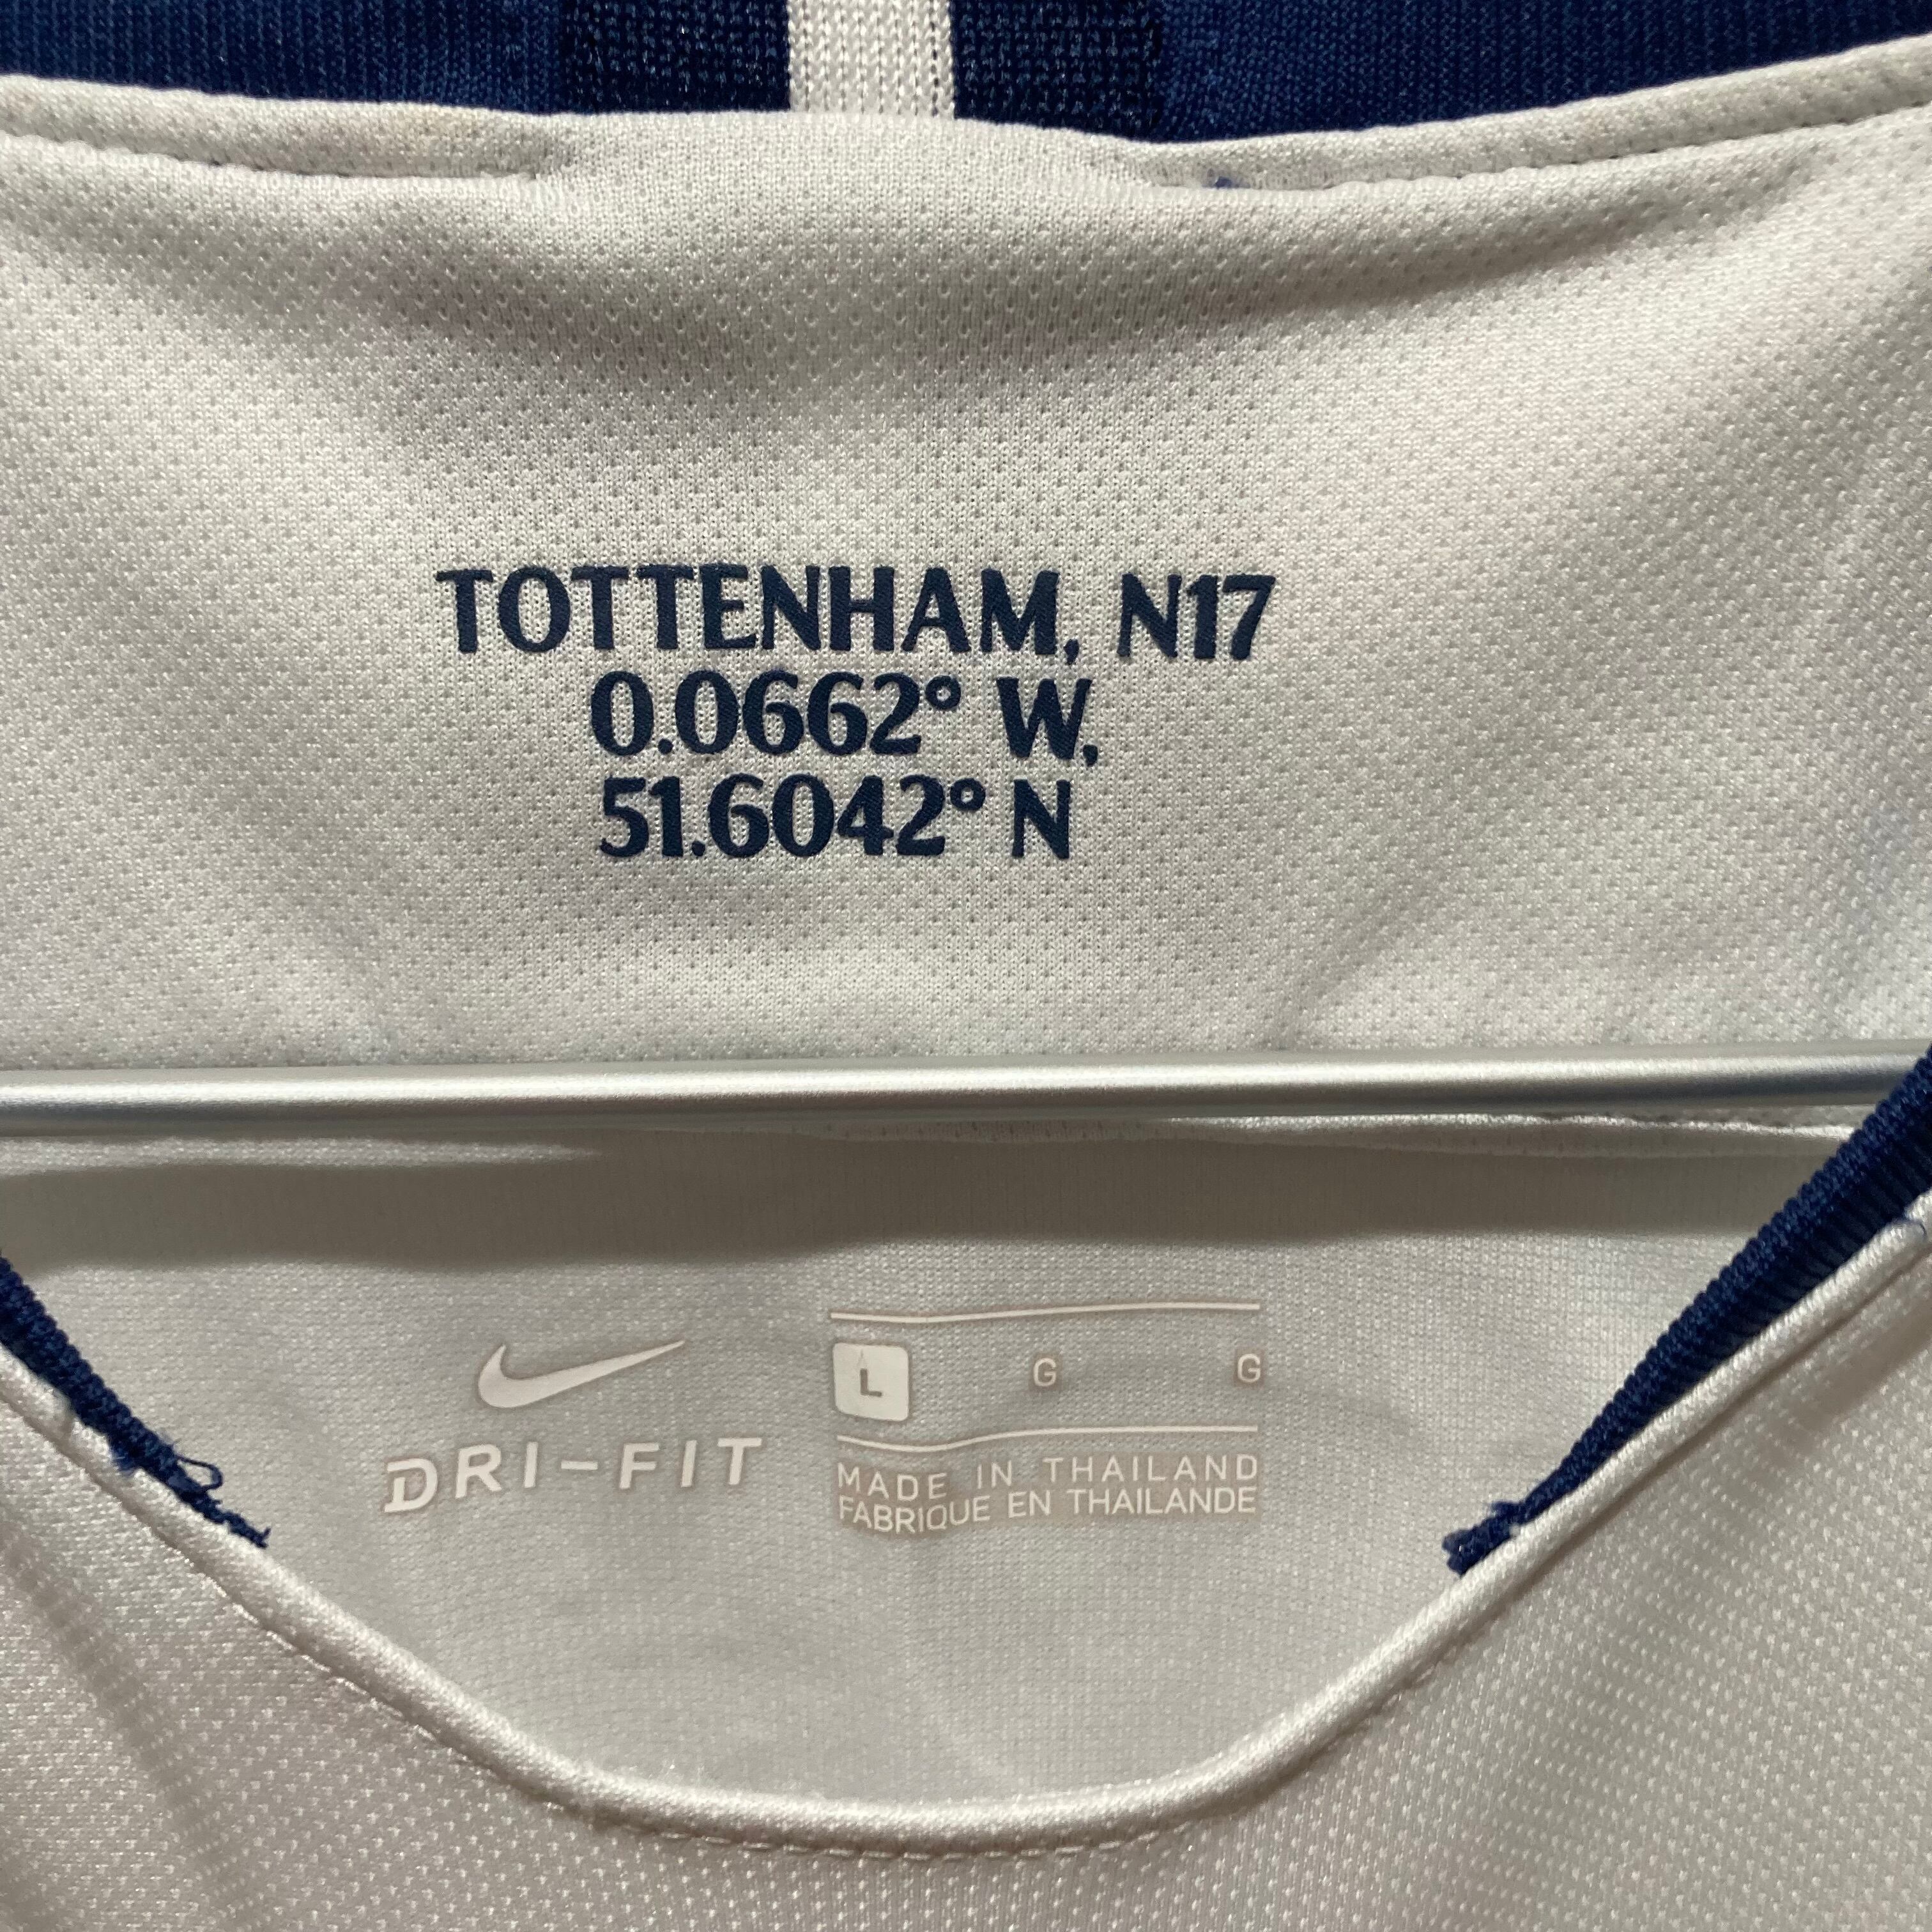 TOTTENHAM, N17
0.0662° W,
51.6042° N
DRI-FIT
L G G
MADE IN THAILAND
FABRIQUE EN THAILANDE